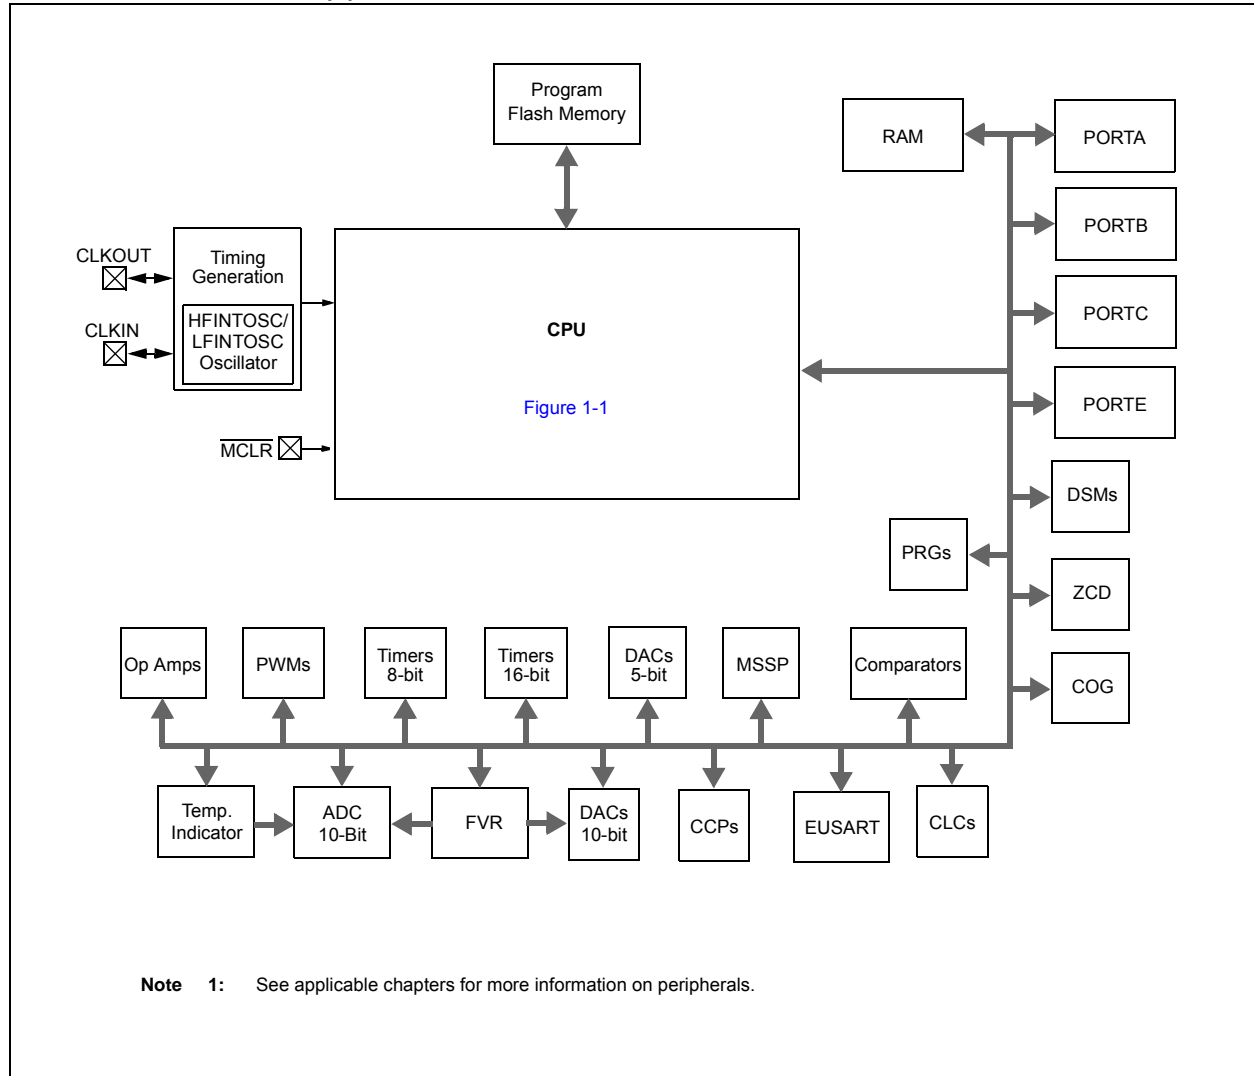 Program
Flash Memory
RAM
PORTA
PORTB
CLKOUT
Timing
Generation
PORTC
HFINTOSC/
LFINTOSC
Oscillator
CLKIN
CPU
Figure 1-1
PORTE
MCLR
DSMs
PRGs
ZCD
Op Amps
PWMs
Timers
8-bit
Timers
16-bit
DACs
5-bit
MSSP
Comparators
COG
Temp.
Indicator
ADC
10-Bit
FVR
DACs
10-bit
CCPs
EUSART
CLCs
Note 1: See applicable chapters for more information on peripherals.